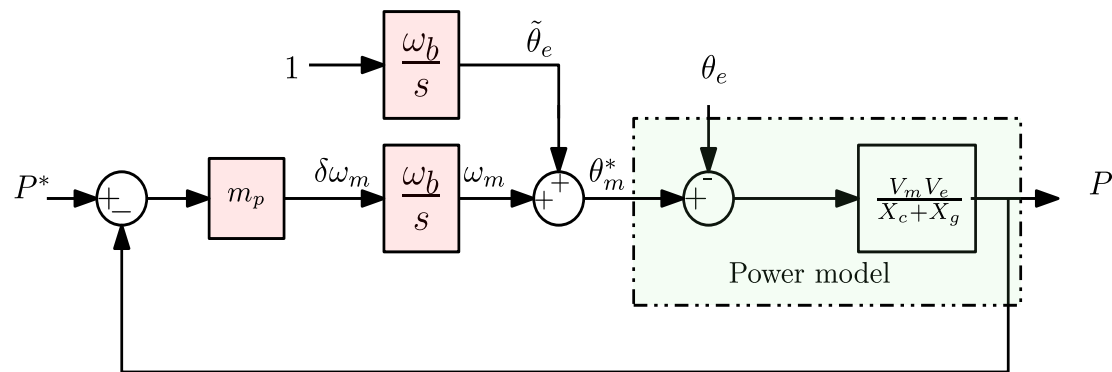 ω_b/s
θ̃_e
1
θ_e
P*
+
−
m_p
δω_m
ω_b/s
ω_m
+
+
θ*_m
+
-
V_m V_e/X_c+X_g
P
Power model